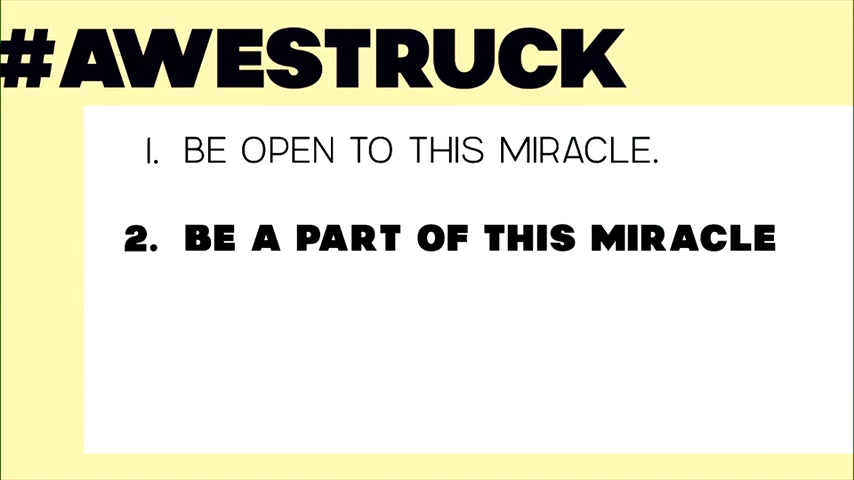 #AWESTRUCK
1. BE OPEN TO THIS MIRACLE.
2. BE A PART OF THIS MIRACLE